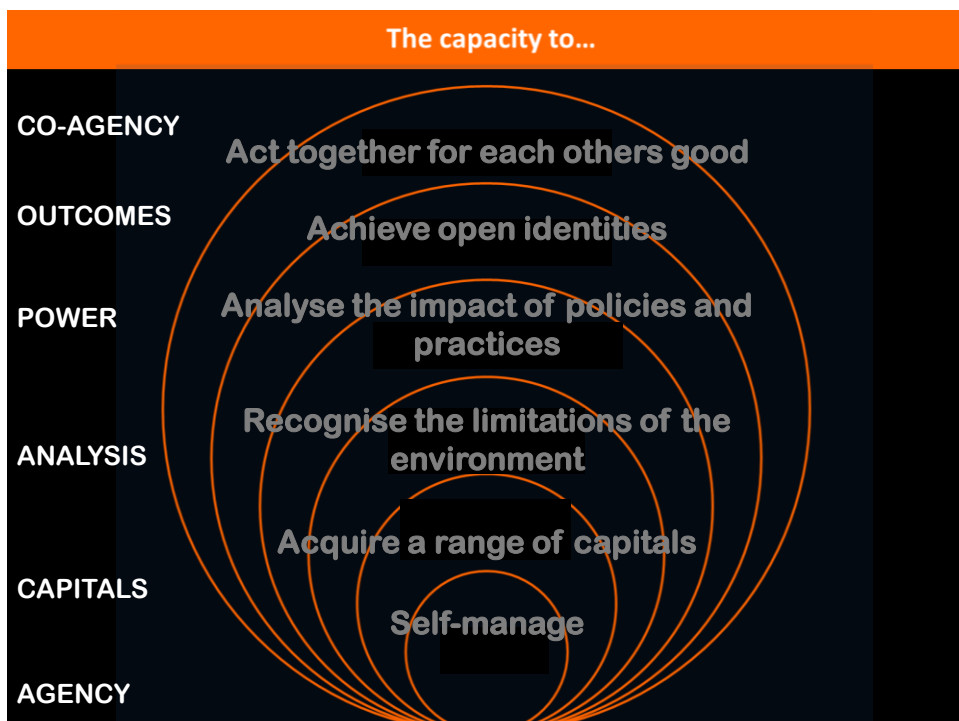 The capacity to...
CO-AGENCY
Act together for each others good
OUTCOMES
Achieve open identities
POWER
Analyse the impact of policies and
practices
Recognise the limitations of the
environment
ANALYSIS
Acquire a range of capitals
CAPITALS
Self-manage
AGENCY